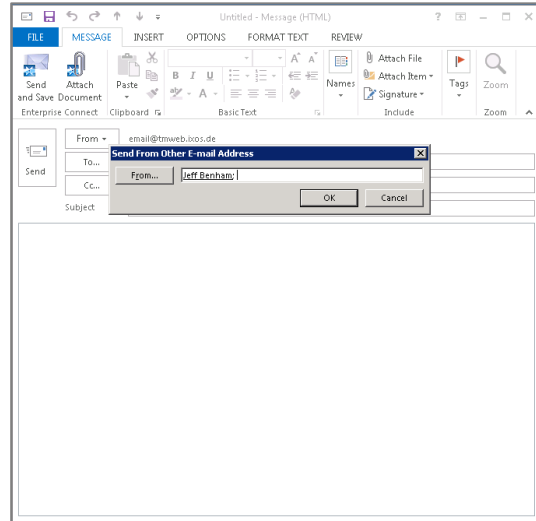 Untitled - Message (HTML)
FILE MESSAGE INSERT OPTIONS FORMAT TEXT REVIEW
Send and Save
Attach Document
Paste
B I U
Names
Attach File
Attach Item
Signature
Tags
Zoom
Enterprise Connect Clipboard Basic Text Include Zoom
From email@tmweb.ixos.de
Send
To...
Cc...
Subject
Send From Other E-mail Address
From... Jeff Benham;
OK Cancel